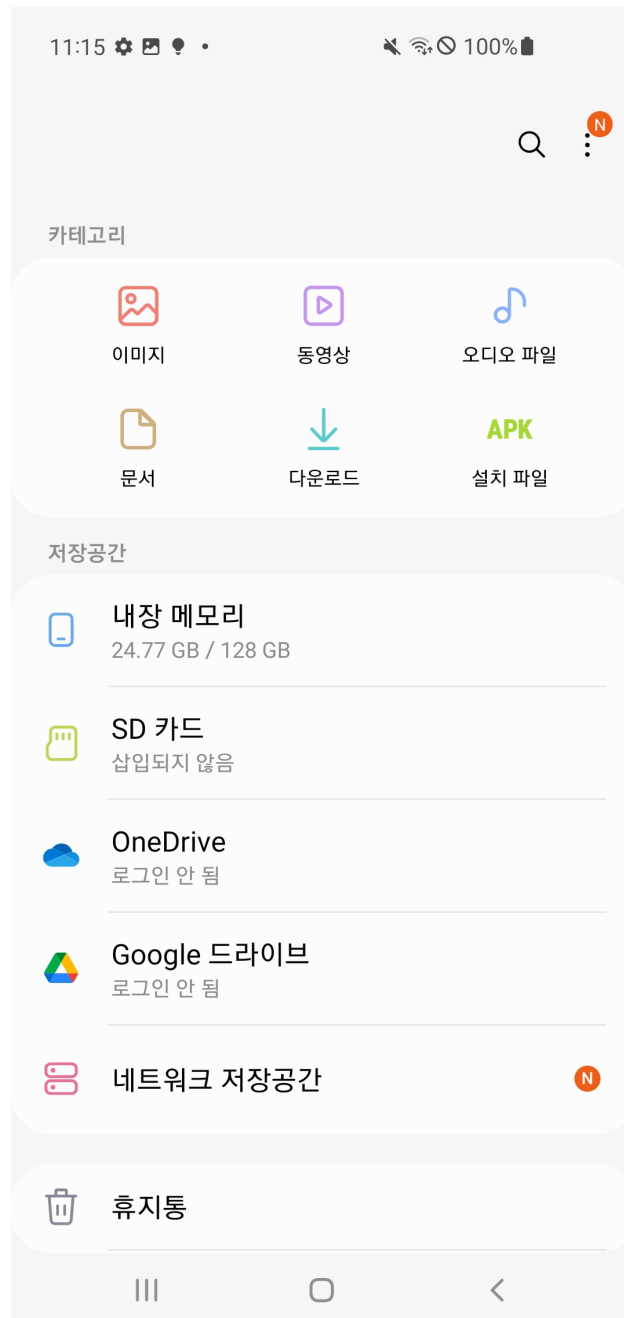 11:15 100%
N
카테고리
이미지 동영상 오디오 파일
APK
문서 다운로드 설치 파일
저장공간
내장 메모리
24.77 GB / 128 GB
SD 카드
삽입되지 않음
OneDrive
로그인 안 됨
Google 드라이브
로그인 안 됨
네트워크 저장공간 N
휴지통